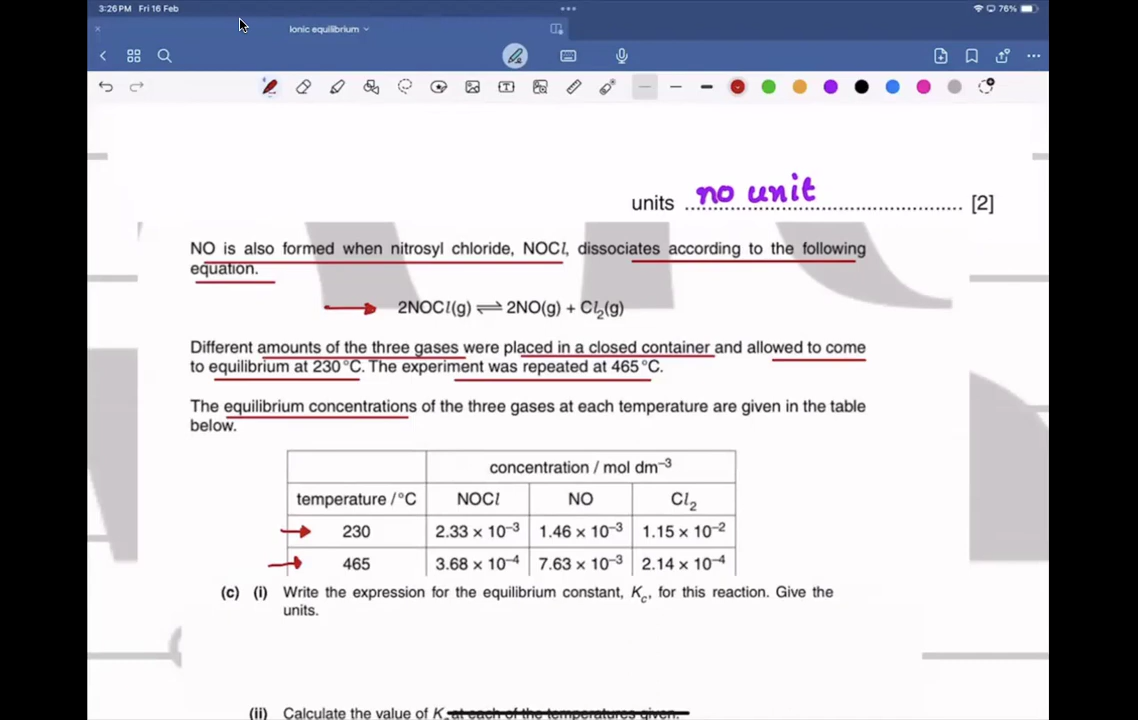 3:26PM Fri 16 Feb
76%
Ionic equilibrium
units no unit [2]
NO is also formed when nitrosyl chloride, NOCl, dissociates according to the following
equation.
2NOCl(g) ⇌ 2NO(g) + Cl₂(g)
Different amounts of the three gases were placed in a closed container and allowed to come
to equilibrium at 230 °C. The experiment was repeated at 465 °C.
The equilibrium concentrations of the three gases at each temperature are given in the table
below.
concentration / mol dm⁻³
temperature / °C NOCl NO Cl₂
230 2.33 × 10⁻³ 1.46 × 10⁻³ 1.15 × 10⁻²
465 3.68 × 10⁻⁴ 7.63 × 10⁻³ 2.14 × 10⁻⁴
(c) (i) Write the expression for the equilibrium constant, K꜀, for this reaction. Give the
units.
(ii) Calculate the value of K꜀ at each of the temperatures given.